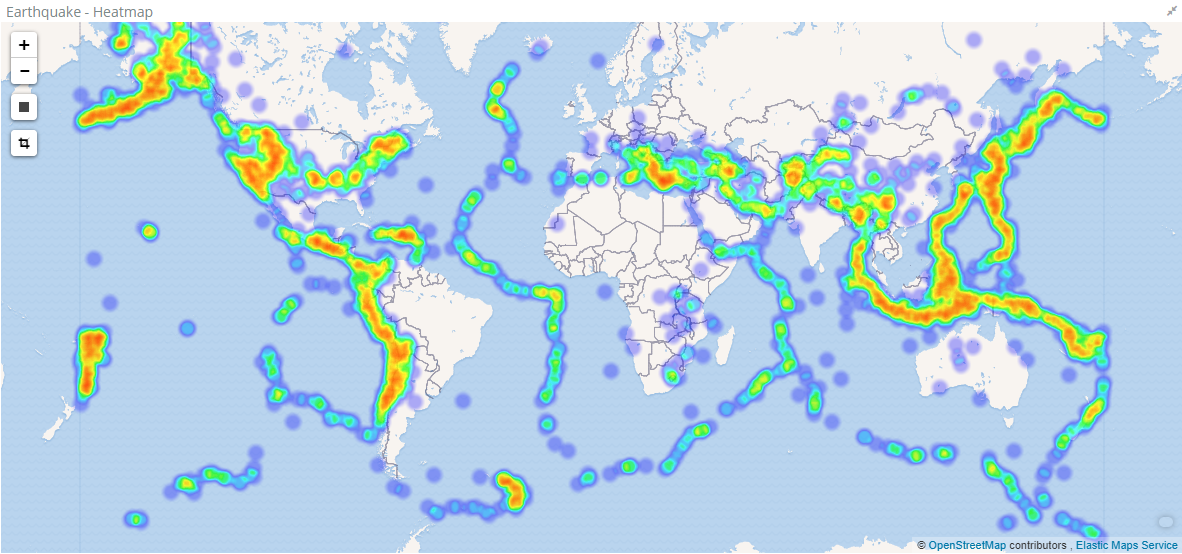 Earthquake - Heatmap
+
−
© OpenStreetMap contributors , Elastic Maps Service